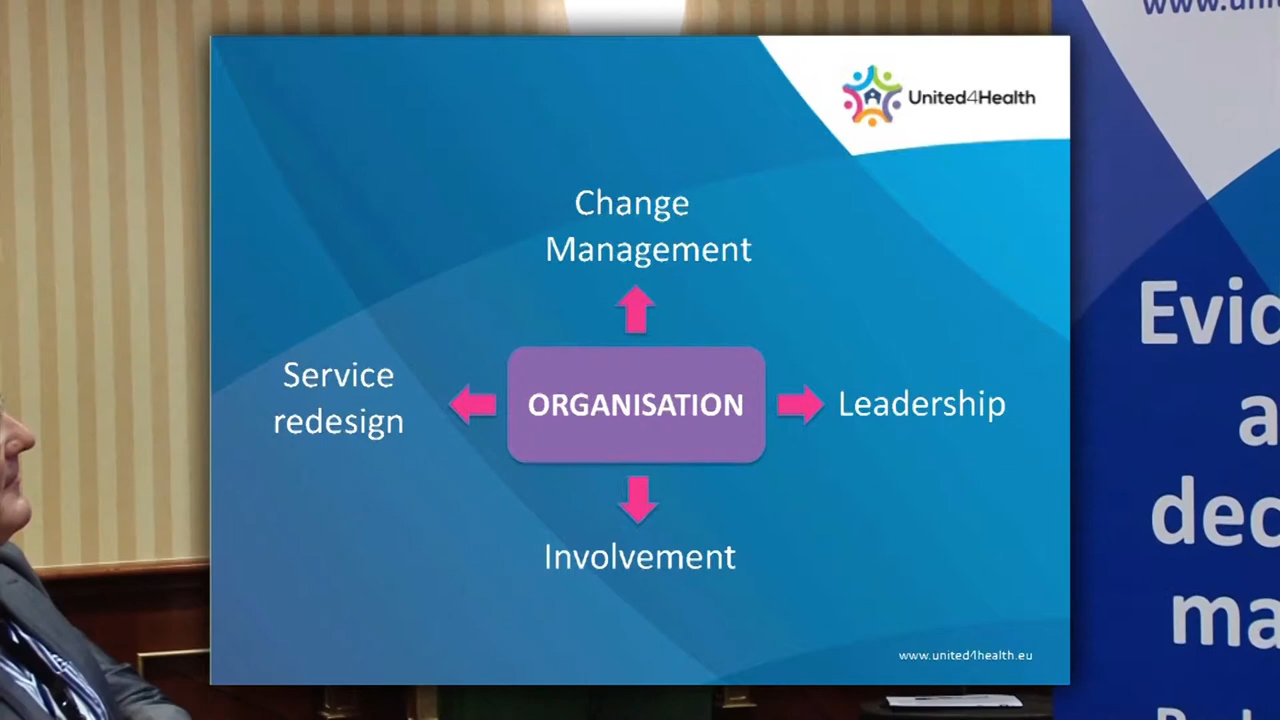 United4Health
Change
Management
Service
redesign
ORGANISATION
Leadership
Involvement
www.united4health.eu
a